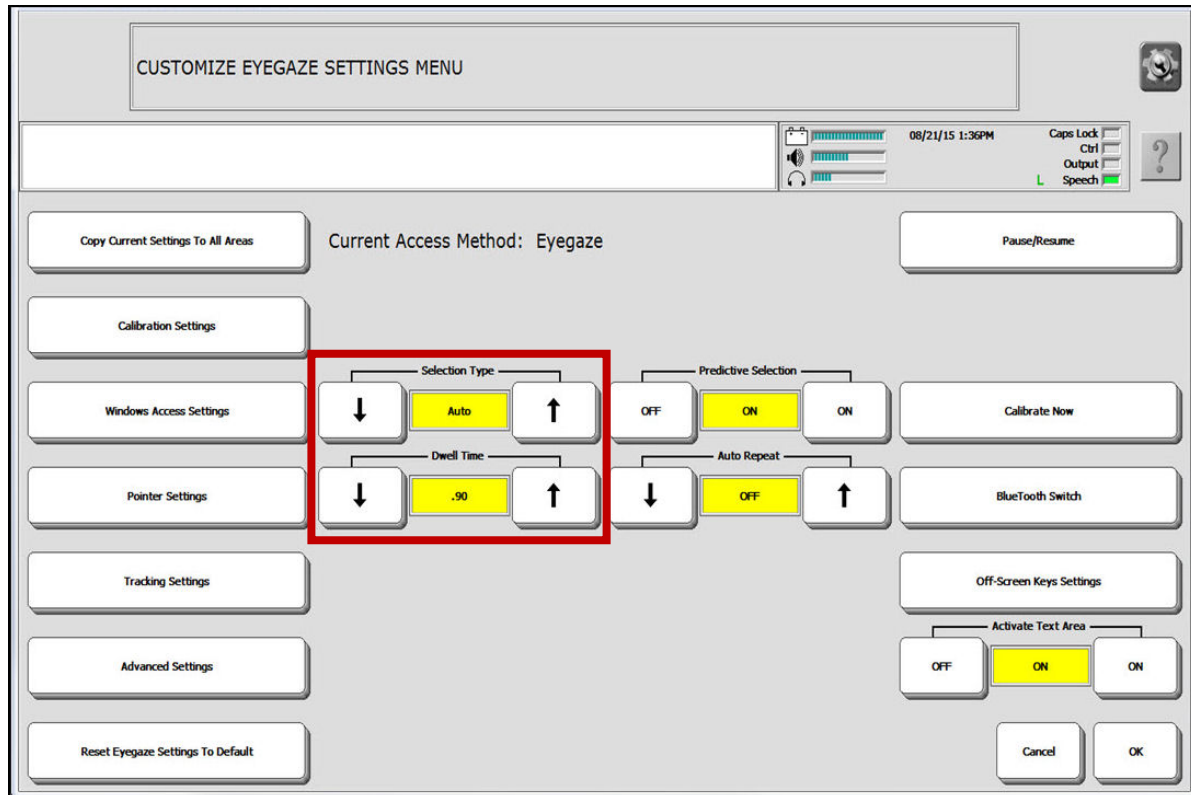 CUSTOMIZE EYEGAZE SETTINGS MENU
08/21/15 1:36PM
Caps Lock
Ctrl
Output
L Speech
?
Copy Current Settings To All Areas
Current Access Method: Eyegaze
Pause/Resume
Calibration Settings
Selection Type
Predictive Selection
Windows Access Settings
↓ Auto ↑
OFF ON ON
Calibrate Now
Dwell Time
Auto Repeat
Pointer Settings
↓ .90 ↑
↓ OFF ↑
BlueTooth Switch
Tracking Settings
Off-Screen Keys Settings
Activate Text Area
Advanced Settings
OFF ON ON
Reset Eyegaze Settings To Default
Cancel
OK